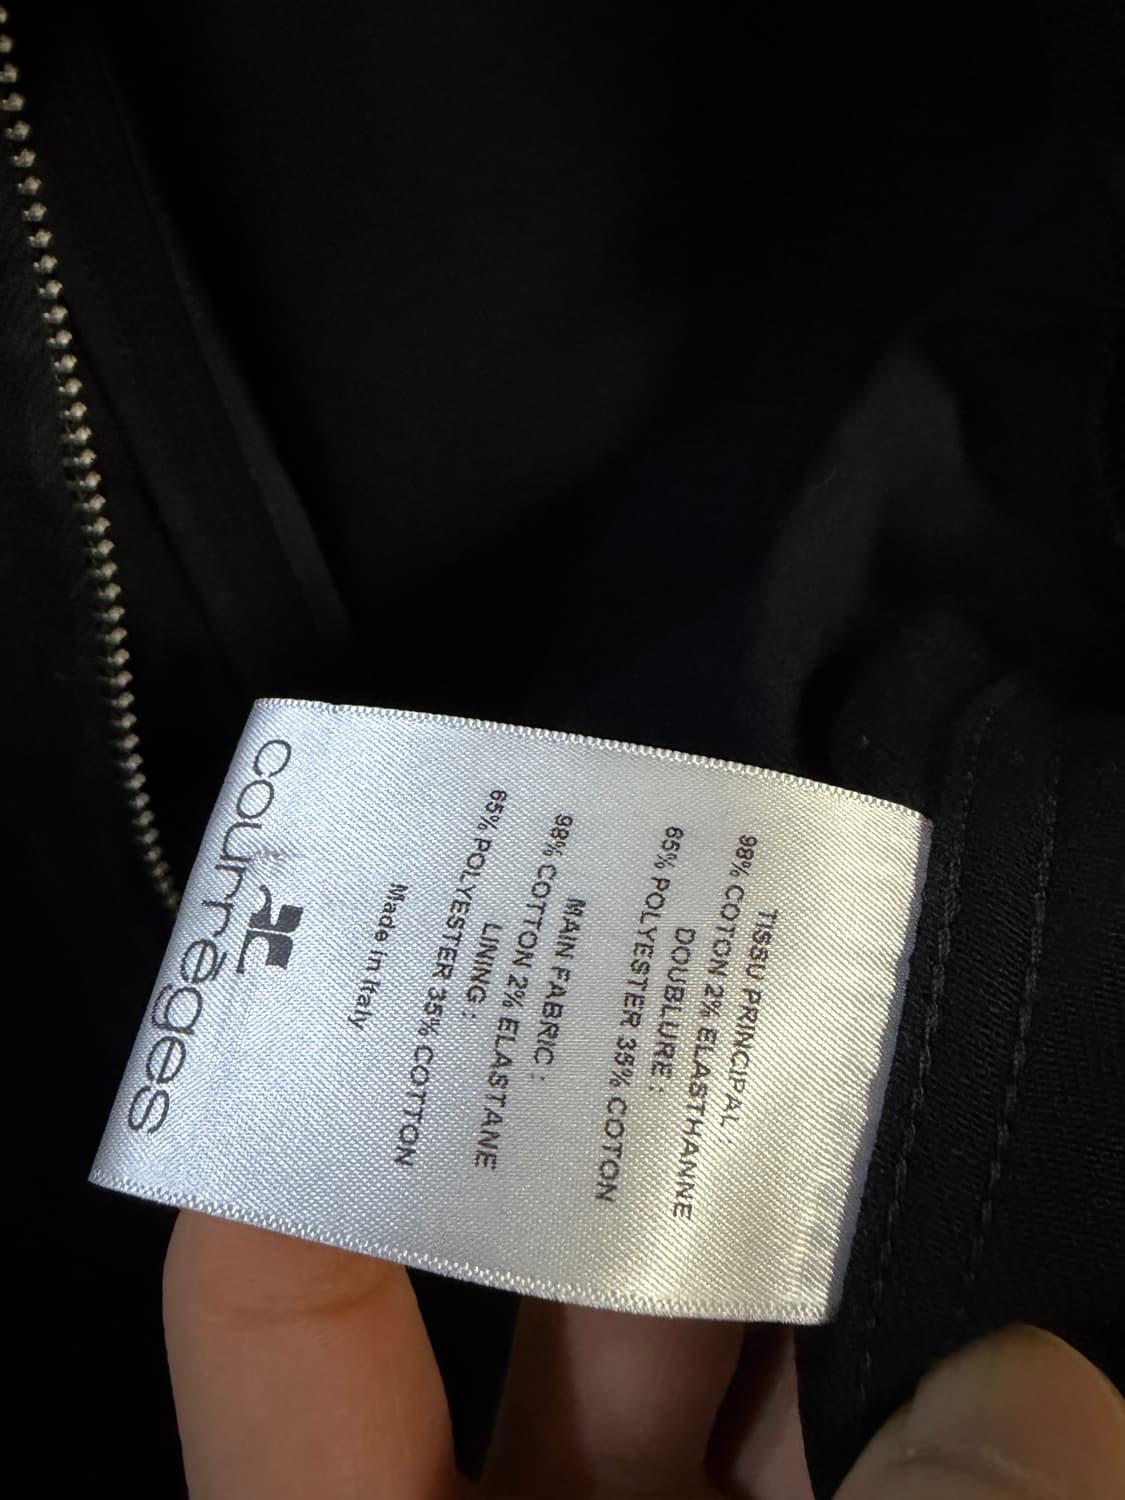 TISSU PRINCIPAL :
98% COTON 2% ELASTHANNE
DOUBLURE :
65% POLYESTER 35% COTON
MAIN FABRIC :
98% COTTON 2% ELASTANE
LINING :
65% POLYESTER 35% COTTON
Made in Italy
courrèges